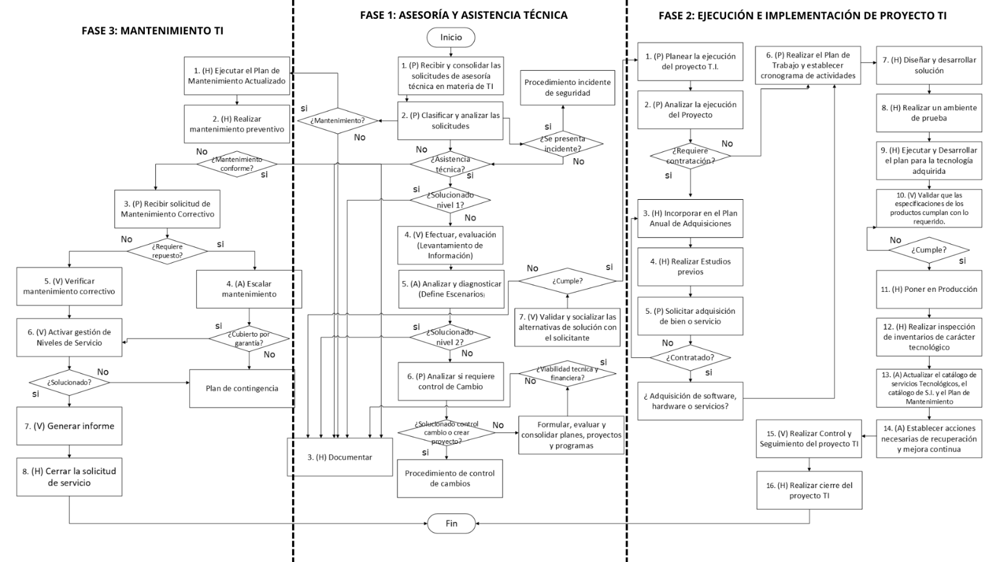 FASE 3: MANTENIMIENTO TI
1. (H) Ejecutar el Plan de
Mantenimiento Actualizado
2. (H) Realizar
mantenimiento preventivo
No
¿Mantenimiento
conforme?
si
3. (P) Recibir solicitud de
Mantenimiento Correctivo
No
¿Requiere
repuesto?
si
5. (V) Verificar
mantenimiento correctivo
4. (A) Escalar
mantenimiento
6. (V) Activar gestión de
Niveles de Servicio
si
¿Cubierto por
garantía?
No
¿Solucionado?
No
si
Plan de contingencia
7. (V) Generar informe
8. (H) Cerrar la solicitud
de servicio
FASE 1: ASESORÍA Y ASISTENCIA TÉCNICA
Inicio
1. (P) Recibir y consolidar las
solicitudes de asesoría
técnica en materia de TI
2. (P) Clasificar y analizar las
solicitudes
si
¿Mantenimiento?
No
Procedimiento incidente
de seguridad
si
¿Se presenta
incidente?
No
No
¿Asistencia
técnica?
si
si
¿Solucionado
nivel 1?
No
4. (V) Efectuar, evaluación
(Levantamiento de
Información)
5. (A) Analizar y diagnosticar
(Define Escenarios)
No
¿Cumple?
si
7. (V) Validar y socializar las
alternativas de solución con
el solicitante
si
¿Solucionado
nivel 2?
No
6. (P) Analizar si requiere
control de Cambio
si
¿Viabilidad tecnica y
financiera?
No
¿Solucionado control
cambio o crear
proyecto?
No
si
Formular, evaluar y
consolidar planes, proyectos
y programas
3. (H) Documentar
Procedimiento de control
de cambios
Fin
FASE 2: EJECUCIÓN E IMPLEMENTACIÓN DE PROYECTO TI
1. (P) Planear la ejecución
del proyecto T.I.
2. (P) Analizar la ejecución
del Proyecto
¿Requiere
contratación?
No
si
3. (H) Incorporar en el Plan
Anual de Adquisiciones
4. (H) Realizar Estudios
previos
5. (P) Solicitar adquisición
de bien o servicio
No
¿Contratado?
si
¿ Adquisición de software,
hardware o servicios?
6. (P) Realizar el Plan de
Trabajo y establecer
cronograma de actividades
7. (H) Diseñar y desarrollar
solución
8. (H) Realizar un ambiente
de prueba
9. (H) Ejecutar y Desarrollar
el plan para la tecnología
adquirida
10. (V) Validar que las
especificaciones de los
productos cumplan con lo
requerido.
No
¿Cumple?
si
11. (H) Poner en Producción
12. (H) Realizar inspección
de inventarios de carácter
tecnológico
13. (A) Actualizar el catálogo de
servicios Tecnológicos, el
catálogo de S.I. y el Plan de
Mantenimiento
14. (A) Establecer acciones
necesarias de recuperación
y mejora continua
15. (V) Realizar Control y
Seguimiento del proyecto TI
16. (H) Realizar cierre del
proyecto TI